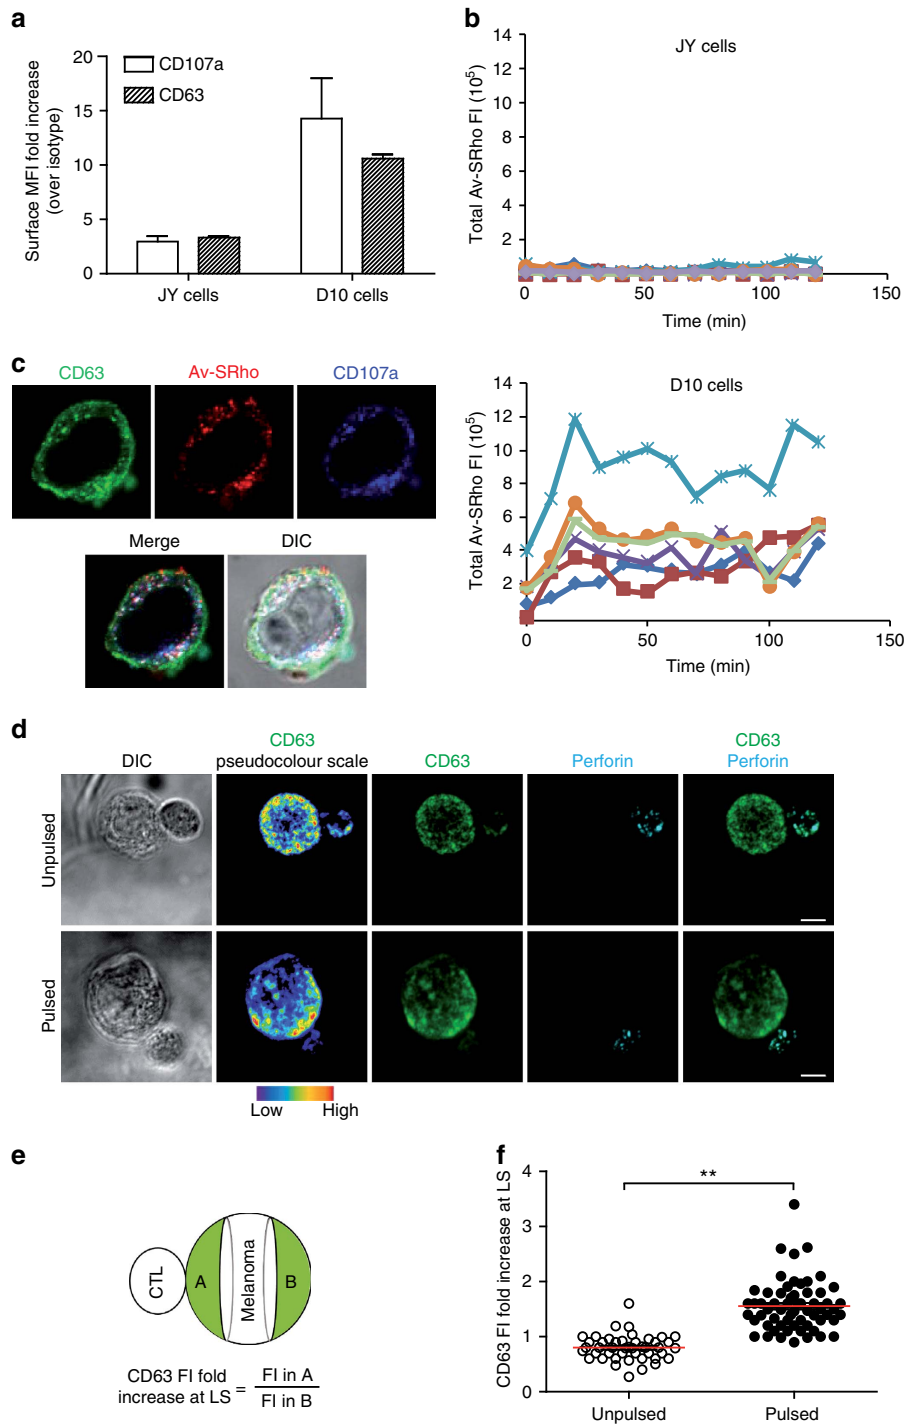 a
20
15
10
5
0
Surface MFI fold increase
(over isotype)
CD107a
CD63
JY cells
D10 cells
b
JY cells
14
12
10
8
6
4
2
Total Av-SRho FI (10⁵)
0
50
100
150
Time (min)
D10 cells
14
12
10
8
6
4
2
Total Av-SRho FI (10⁵)
0
50
100
150
Time (min)
c
CD63
Av-SRho
CD107a
Merge
DIC
d
DIC
CD63
pseudocolour scale
CD63
Perforin
CD63
Perforin
Unpulsed
Pulsed
Low
High
e
CTL
A
Melanoma
B
CD63 FI fold
increase at LS
=
FI in A
FI in B
f
CD63 FI fold increase at LS
4
3
2
1
0
**
Unpulsed
Pulsed